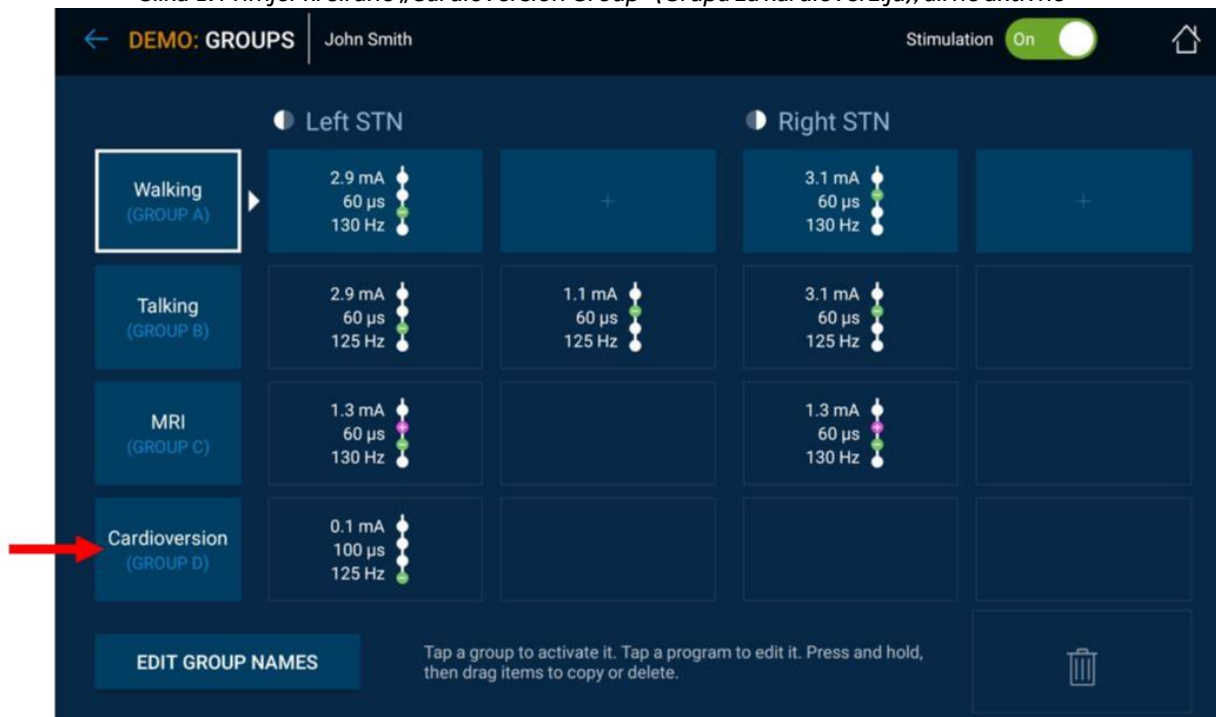 ← DEMO: GROUPS John Smith Stimulation On
Left STN Right STN
Walking
(GROUP A)
2.9 mA
60 µs
130 Hz
+
3.1 mA
60 µs
130 Hz
+
Talking
(GROUP B)
2.9 mA
60 µs
125 Hz
1.1 mA
60 µs
125 Hz
3.1 mA
60 µs
125 Hz
MRI
(GROUP C)
1.3 mA
60 µs
130 Hz
1.3 mA
60 µs
130 Hz
Cardioversion
(GROUP D)
0.1 mA
100 µs
125 Hz
EDIT GROUP NAMES
Tap a group to activate it. Tap a program to edit it. Press and hold,
then drag items to copy or delete.